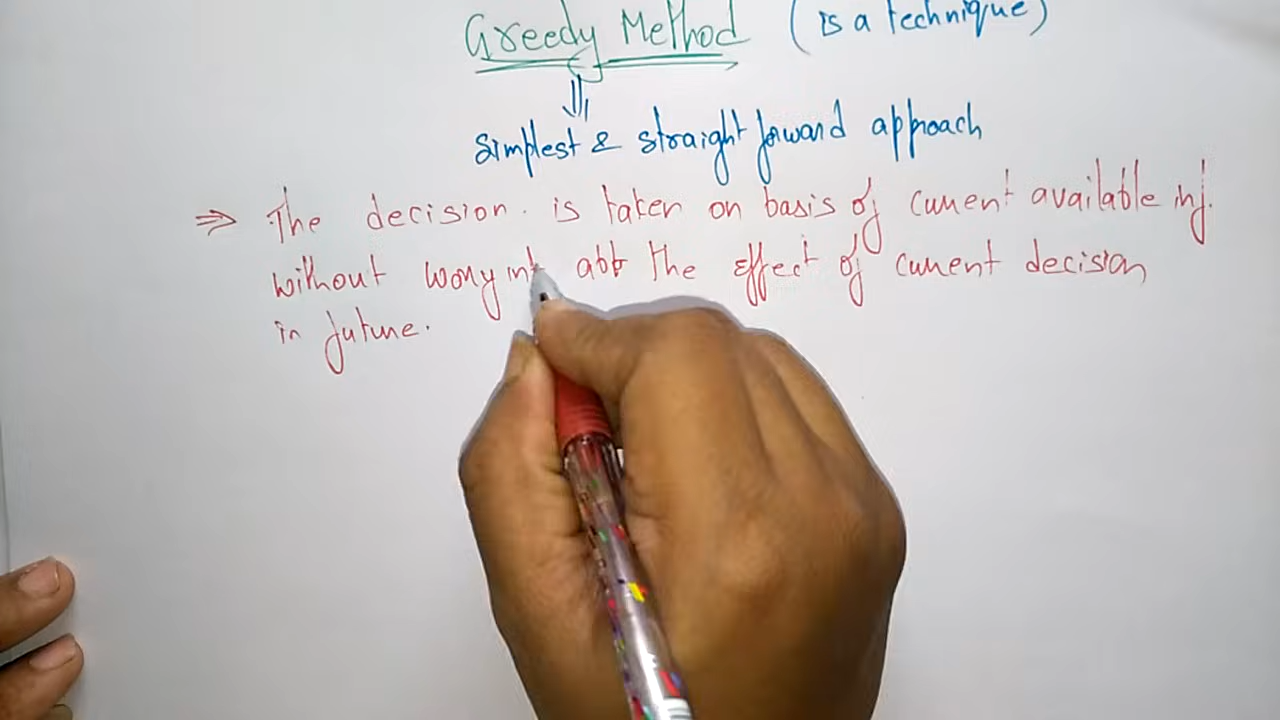 Greedy Method (is a technique)
⇓
Simplest & straight forward approach
⇒ The decision is taken on basis of current available inf.
without worrying abt the effect of current decision
in future.